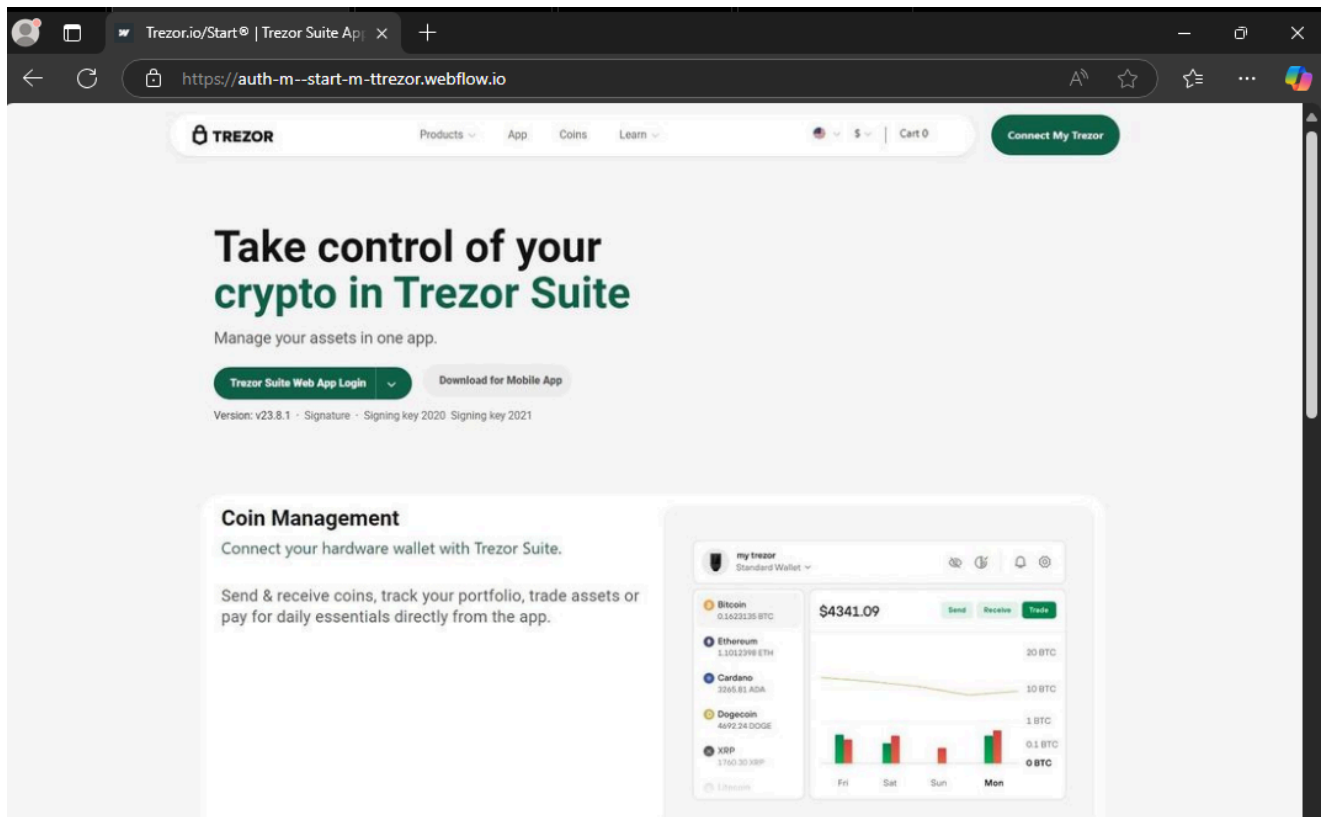 Trezor.io/Start® | Trezor Suite Ap
https://auth-m--start-m-ttrezor.webflow.io
TREZOR
Products
App
Coins
Learn
$
Cart 0
Connect My Trezor
Take control of your
crypto in Trezor Suite
Manage your assets in one app.
Trezor Suite Web App Login
Download for Mobile App
Version: v23.8.1 · Signature · Signing key 2020 Signing key 2021
Coin Management
Connect your hardware wallet with Trezor Suite.
Send & receive coins, track your portfolio, trade assets or
pay for daily essentials directly from the app.
my trezor
Standard Wallet
Bitcoin
0.1623135 BTC
Ethereum
1.1012398 ETH
Cardano
3265.81 ADA
Dogecoin
4692.24 DOGE
XRP
1760.30 XRP
Litecoin
$4341.09
Send
Receive
Trade
20 BTC
10 BTC
1 BTC
0.1 BTC
0 BTC
Fri
Sat
Sun
Mon